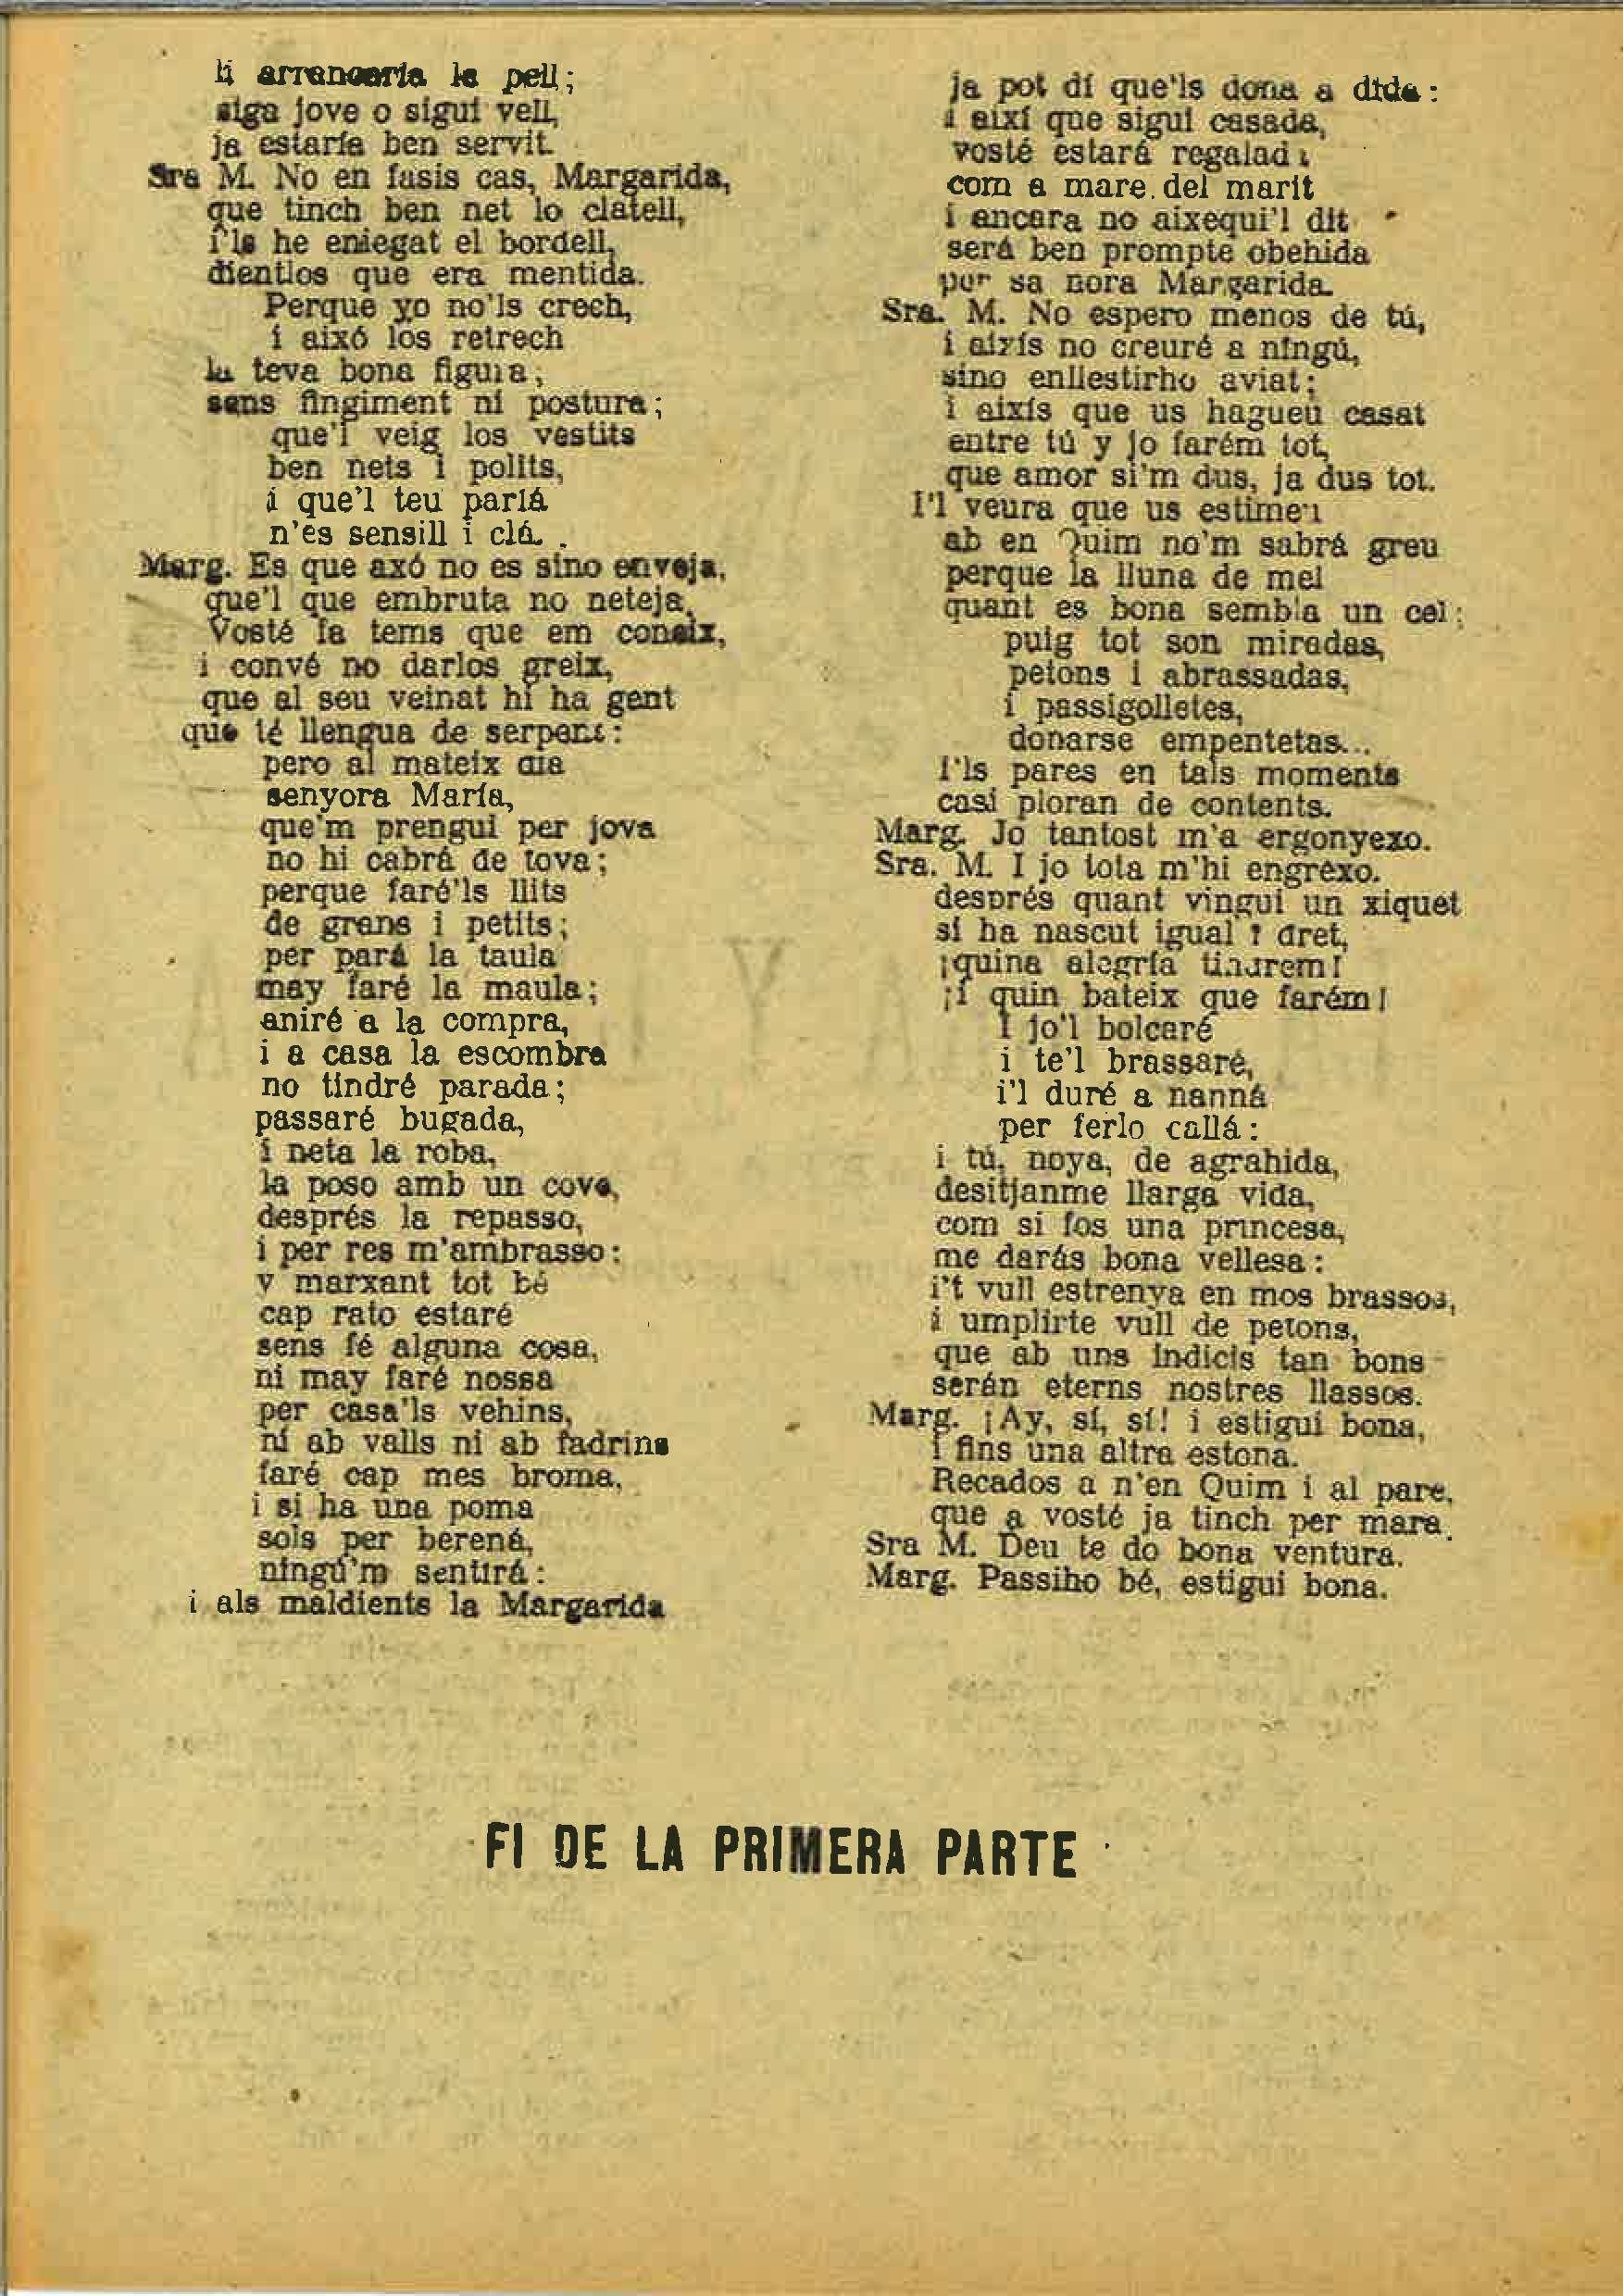 li arrencaria la pell;
siga jove o sigui vell,
ja estaría ben servit.
Sra M. No en fasis cas, Margarida,
que tinch ben net lo clatell,
i'ls he eniegat el bordell,
dientlos que era mentida.
Perque yo no'ls crech,
i aixó los retrech
la teva bona figura;
sens fingiment ni postura;
que'l veig los vestits
ben nets i polits,
i que'l teu parlá
n'es sensill i clá.
Marg. Es que axó no es sino enveja,
que'l que embruta no neteja,
Vosté fa tems que em coneix,
i convé no darlos greix,
que al seu veinat hi ha gent
que té llengua de serpent:
pero al mateix dia
senyora María,
que'm prengui per jova
no hi cabrá de tova;
perque faré'ls llits
de grans i petits;
per pará la taula
may faré la maula;
aniré a la compra,
i a casa la escombra
no tindré parada;
passaré bugada,
i neta la roba,
la poso amb un cove,
després la repasso,
i per res m'ambrasso:
y marxant tot bé
cap rato estaré
sens fé alguna cosa,
ni may faré nossa
per casa'ls vehins,
ni ab valls ni ab fadrins
faré cap mes broma,
i si ha una poma
sols per berená,
ningú'm sentirá:
i als maldients la Margarida
ja pot dí que'ls dona a dida:
i així que sigui casada,
vosté estará regalada
com a mare del marit
i ancara no aixequi'l dit
será ben prompte obehida
per sa nora Margarida.
Sra. M. No espero menos de tú,
i aixís no creuré a ningú,
sino enllestirho aviat;
i aixís que us hagueu casat
entre tú y jo farém tot,
que amor si'm dus, ja dus tot.
I'l veura que us estimeu
ab en Quim no'm sabrá greu
perque la lluna de mel
quant es bona sembla un cel;
puig tot son miradas,
petons i abrassadas,
i passigolletes,
donarse empentetas...
I'ls pares en tals moments
casi ploran de contents.
Marg. Jo tantost m'a ergonyexo.
Sra. M. I jo tota m'hi engrexo.
després quant vingui un xiquet
sí ha nascut igual i dret,
¡quina alegría tindrem!
¡i quin bateix que farém!
I jo'l bolcaré
i te'l brassaré,
i'l duré a nanná
per ferlo callá:
i tú, noya, de agrahida,
desitjanme llarga vida,
com si fos una princesa,
me darás bona vellesa:
i't vull estrenya en mos brassos,
i umplirte vull de petons,
que ab uns indicis tan bons
serán eterns nostres llassos.
Marg. ¡Ay, sí, sí! i estigui bona,
i fins una altra estona.
Recados a n'en Quim i al pare,
que a vosté ja tinch per mare.
Sra M. Deu te do bona ventura.
Marg. Passiho bé, estigui bona.
FI DE LA PRIMERA PARTE